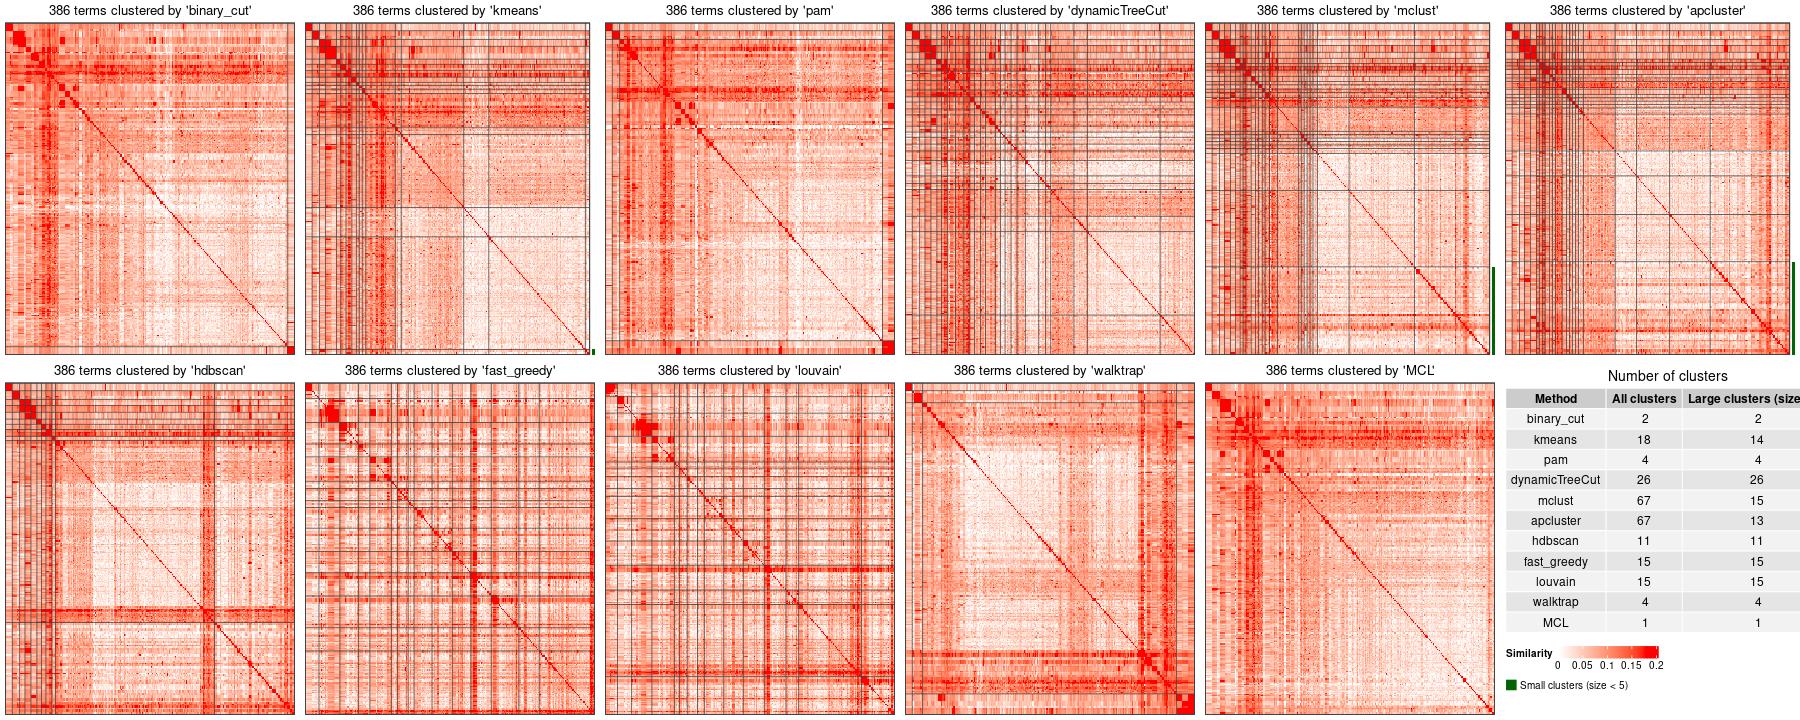 386 terms clustered by 'binary_cut'
386 terms clustered by 'kmeans'
386 terms clustered by 'pam'
386 terms clustered by 'dynamicTreeCut'
386 terms clustered by 'mclust'
386 terms clustered by 'apcluster'
386 terms clustered by 'hdbscan'
386 terms clustered by 'fast_greedy'
386 terms clustered by 'louvain'
386 terms clustered by 'walktrap'
386 terms clustered by 'MCL'
Number of clusters
Method All clusters Large clusters (size
binary_cut 2 2
kmeans 18 14
pam 4 4
dynamicTreeCut 26 26
mclust 67 15
apcluster 67 13
hdbscan 11 11
fast_greedy 15 15
louvain 15 15
walktrap 4 4
MCL 1 1
Similarity
0 0.05 0.1 0.15 0.2
Small clusters (size < 5)